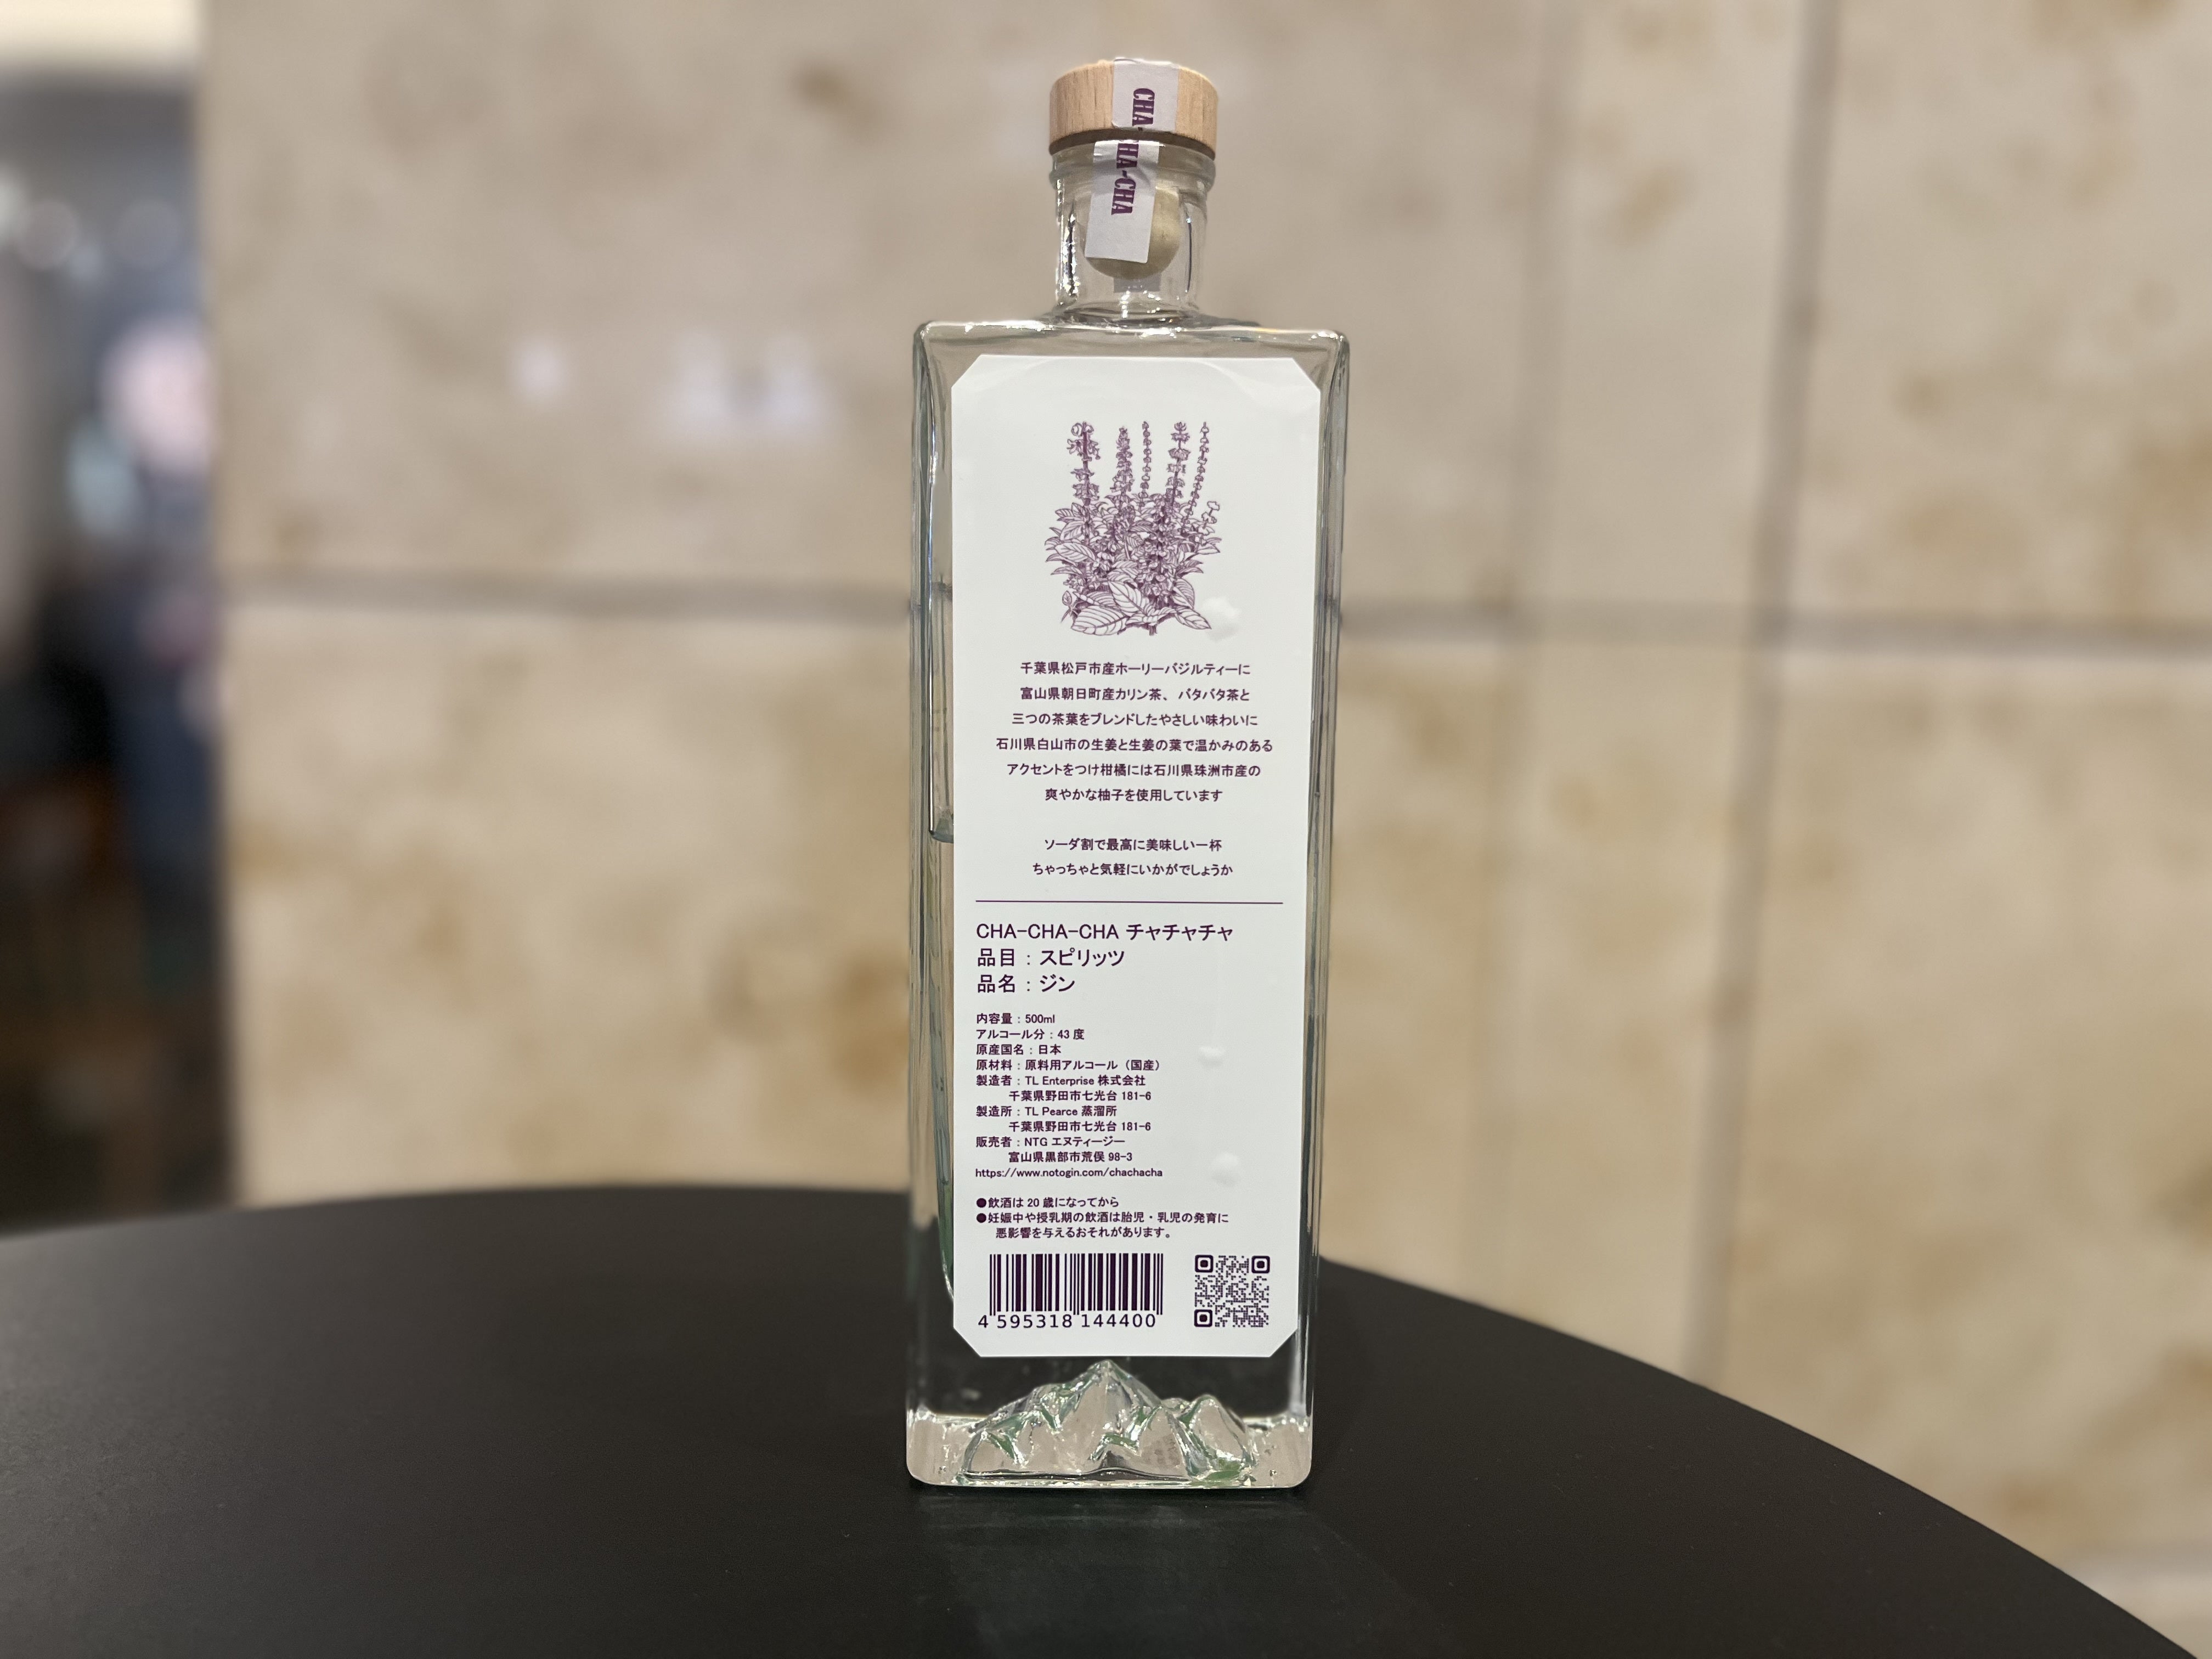 CHA-CHA-CHA
千葉県松戸市産ホーリーバジルティーに
富山県朝日町産カリン茶、バタバタ茶と
三つの茶葉をブレンドしたやさしい味わいに
石川県白山市の生姜と生姜の葉で温かみのある
アクセントをつけ柑橘には石川県珠洲市産の
爽やかな柚子を使用しています
ソーダ割で最高に美味しい一杯
ちゃっちゃと気軽にいかがでしょうか
CHA-CHA-CHA チャチャチャ
品目：スピリッツ
品名：ジン
内容量：500ml
アルコール分：43 度
原産国名：日本
原材料：原料用アルコール（国産）
製造者：TL Enterprise 株式会社
千葉県野田市七光台 181-6
製造所：TL Pearce 蒸溜所
千葉県野田市七光台 181-6
販売者：NTG エヌティージー
富山県黒部市荒俣 98-3
https://www.notogin.com/chachacha
●飲酒は 20 歳になってから
●妊娠中や授乳期の飲酒は胎児・乳児の発育に
悪影響を与えるおそれがあります。
4 595318 144400